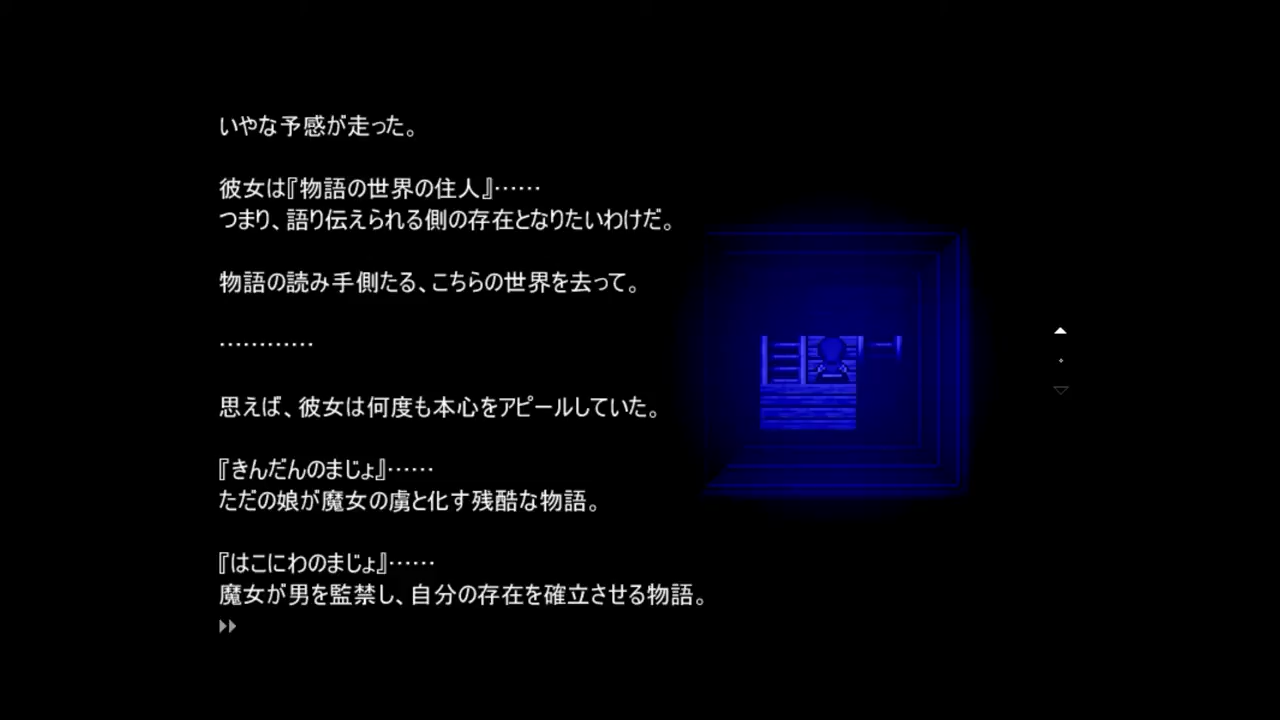 いやな予感が走った。
彼女は『物語の世界の住人』……
つまり、語り伝えられる側の存在となりたいわけだ。
物語の読み手側たる、こちらの世界を去って。
…………
思えば、彼女は何度も本心をアピールしていた。
『きんだんのまじょ』……
ただの娘が魔女の虜と化す残酷な物語。
『はこにわのまじょ』……
魔女が男を監禁し、自分の存在を確立させる物語。